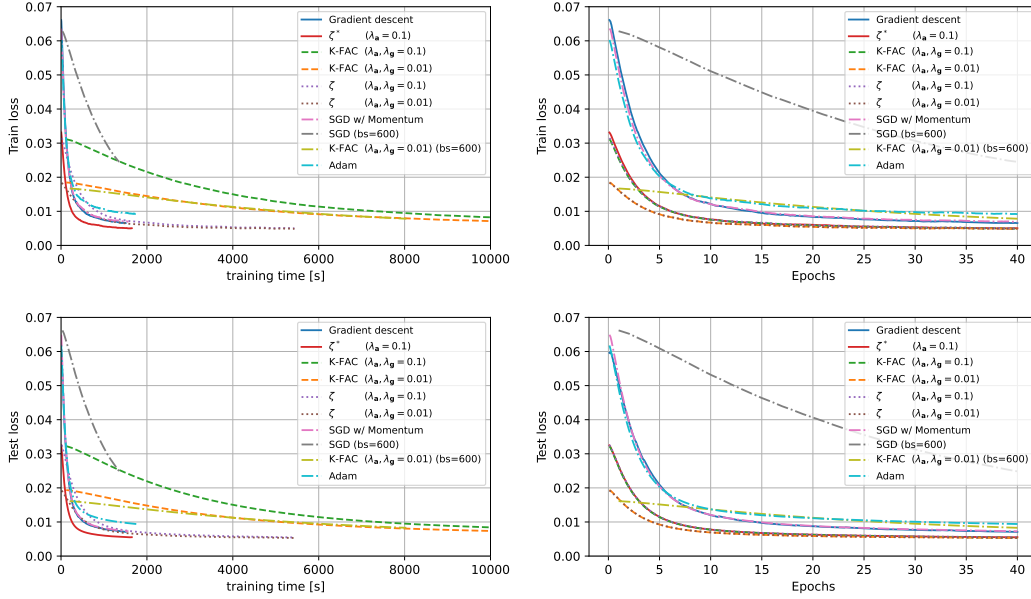 0.07
0.06
0.05
0.04
0.03
0.02
0.01
0.00
Train loss
0
2000
4000
6000
8000
10000
training time [s]
Gradient descent
ζ* (λₐ = 0.1)
K-FAC (λₐ, λ𝗀 = 0.1)
K-FAC (λₐ, λ𝗀 = 0.01)
ζ (λₐ, λ𝗀 = 0.1)
ζ (λₐ, λ𝗀 = 0.01)
SGD w/ Momentum
SGD (bs=600)
K-FAC (λₐ, λ𝗀 = 0.01) (bs=600)
Adam
0.07
0.06
0.05
0.04
0.03
0.02
0.01
0.00
Train loss
0
5
10
15
20
25
30
35
40
Epochs
Gradient descent
ζ* (λₐ = 0.1)
K-FAC (λₐ, λ𝗀 = 0.1)
K-FAC (λₐ, λ𝗀 = 0.01)
ζ (λₐ, λ𝗀 = 0.1)
ζ (λₐ, λ𝗀 = 0.01)
SGD w/ Momentum
SGD (bs=600)
K-FAC (λₐ, λ𝗀 = 0.01) (bs=600)
Adam
0.07
0.06
0.05
0.04
0.03
0.02
0.01
0.00
Test loss
0
2000
4000
6000
8000
10000
training time [s]
Gradient descent
ζ* (λₐ = 0.1)
K-FAC (λₐ, λ𝗀 = 0.1)
K-FAC (λₐ, λ𝗀 = 0.01)
ζ (λₐ, λ𝗀 = 0.1)
ζ (λₐ, λ𝗀 = 0.01)
SGD w/ Momentum
SGD (bs=600)
K-FAC (λₐ, λ𝗀 = 0.01) (bs=600)
Adam
0.07
0.06
0.05
0.04
0.03
0.02
0.01
0.00
Test loss
0
5
10
15
20
25
30
35
40
Epochs
Gradient descent
ζ* (λₐ = 0.1)
K-FAC (λₐ, λ𝗀 = 0.1)
K-FAC (λₐ, λ𝗀 = 0.01)
ζ (λₐ, λ𝗀 = 0.1)
ζ (λₐ, λ𝗀 = 0.01)
SGD w/ Momentum
SGD (bs=600)
K-FAC (λₐ, λ𝗀 = 0.01) (bs=600)
Adam